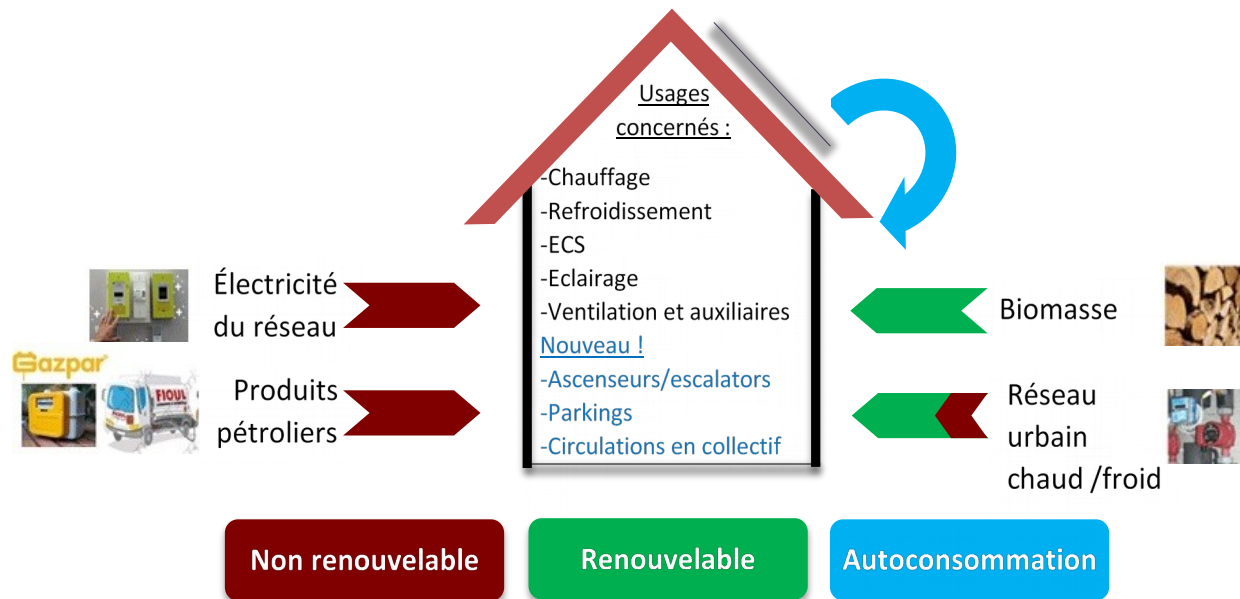 Usages
concernés :
-Chauffage
-Refroidissement
-ECS
-Eclairage
-Ventilation et auxiliaires
Nouveau !
-Ascenseurs/escalators
-Parkings
-Circulations en collectif
Électricité
du réseau
Gazpar
FIOUL
Produits
pétroliers
Biomasse
Réseau
urbain
chaud /froid
Non renouvelable
Renouvelable
Autoconsommation